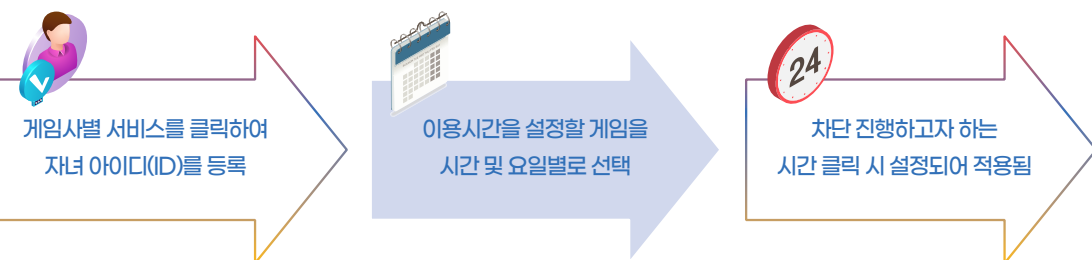 게임사별 서비스를 클릭하여
자녀 아이디(ID)를 등록
이용시간을 설정할 게임을
시간 및 요일별로 선택
24
차단 진행하고자 하는
시간 클릭 시 설정되어 적용됨